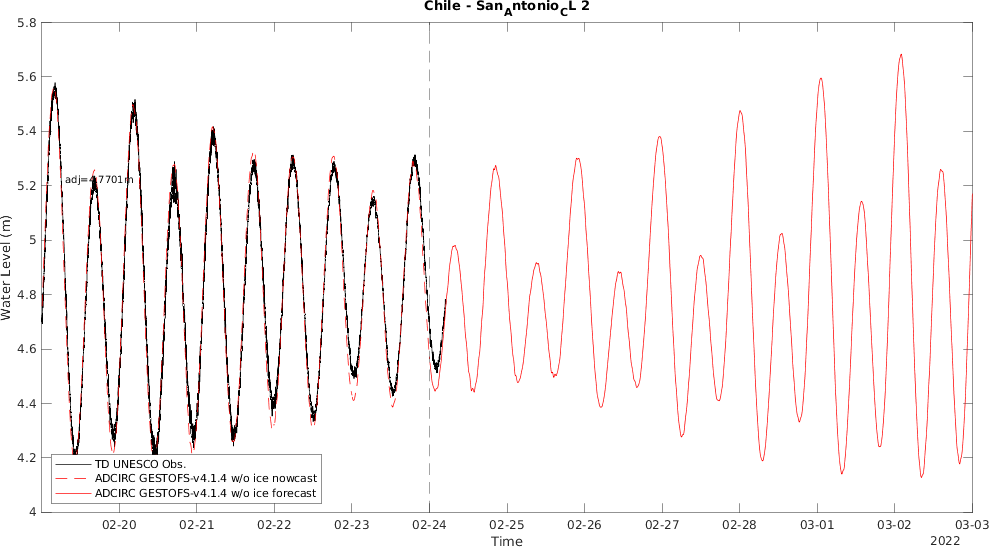 Chile - San_Antonio_CL 2
Water Level (m)
5.8
5.6
5.4
5.2
5
4.8
4.6
4.4
4.2
4
adj=4.7701m
TD UNESCO Obs.
ADCIRC GESTOFS-v4.1.4 w/o ice nowcast
ADCIRC GESTOFS-v4.1.4 w/o ice forecast
02-20 02-21 02-22 02-23 02-24 02-25 02-26 02-27 02-28 03-01 03-02 03-03
Time
2022